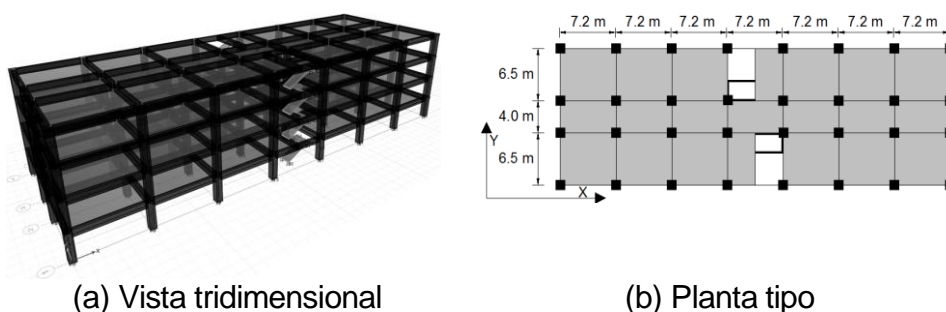 7.2 m 7.2 m 7.2 m 7.2 m 7.2 m 7.2 m 7.2 m
6.5 m
4.0 m
6.5 m
Y
X
(a) Vista tridimensional
(b) Planta tipo